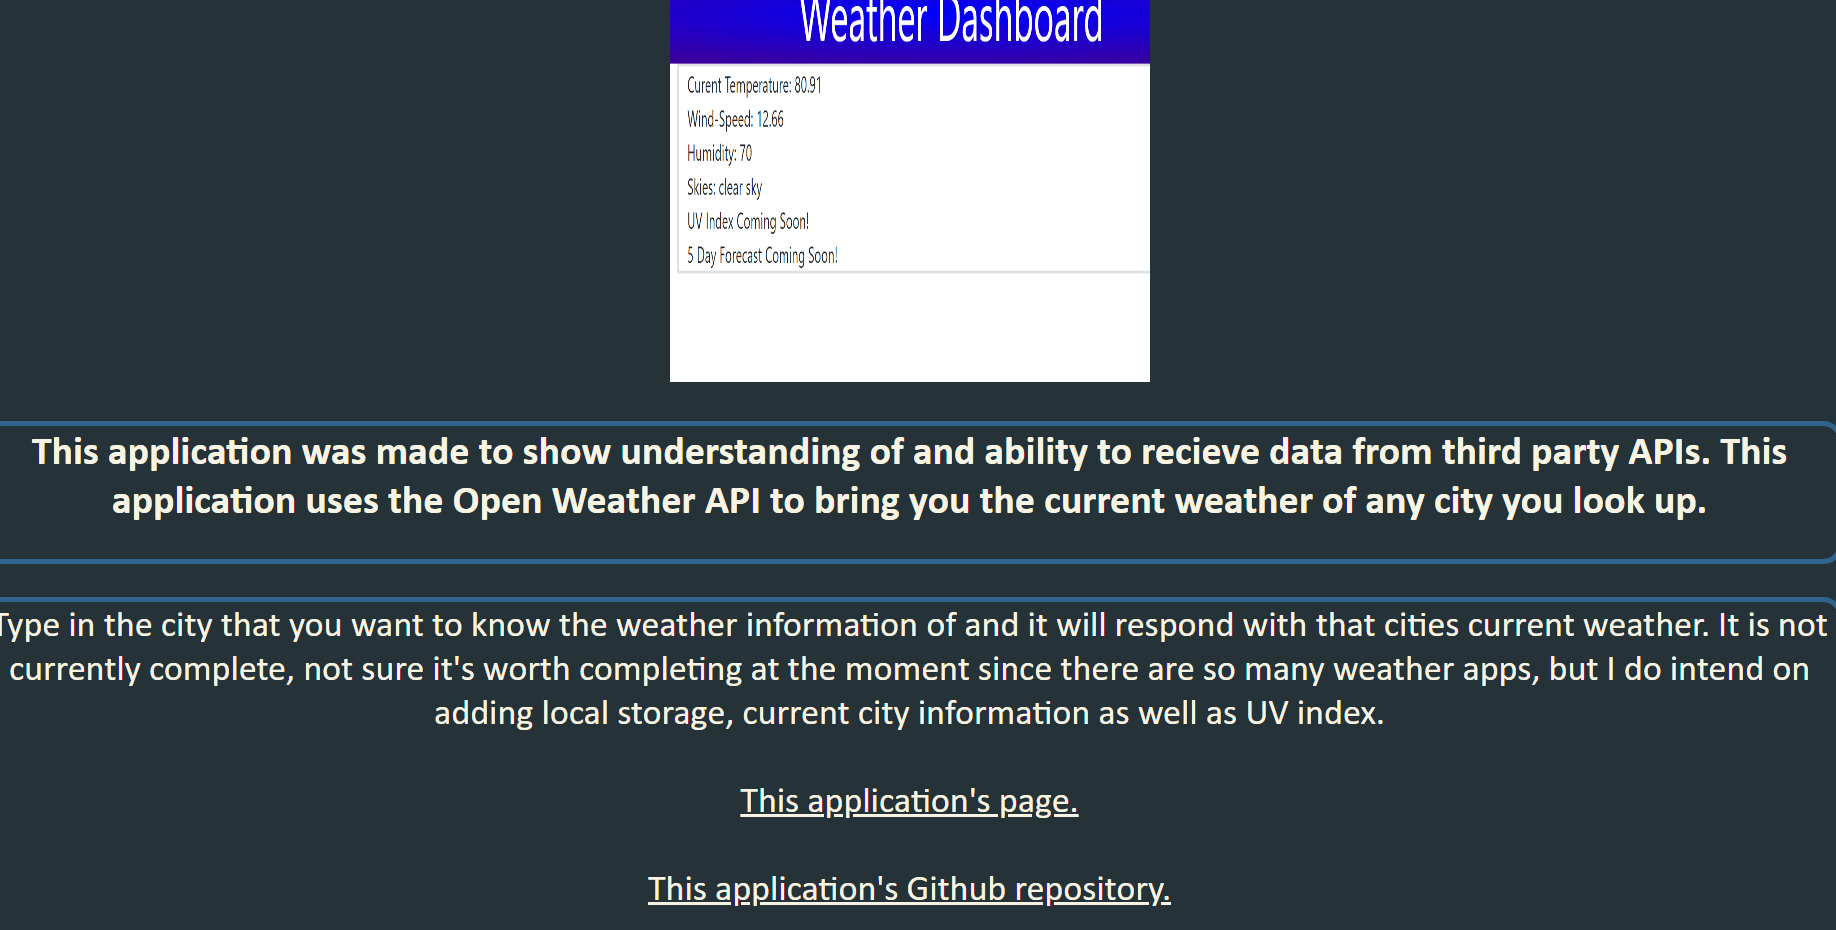 Weather Dashboard
Curent Temperature: 80.91
Wind-Speed: 12.66
Humidity: 70
Skies: clear sky
UV Index Coming Soon!
5 Day Forecast Coming Soon!
This application was made to show understanding of and ability to recieve data from third party APIs. This
application uses the Open Weather API to bring you the current weather of any city you look up.
Type in the city that you want to know the weather information of and it will respond with that cities current weather. It is not
currently complete, not sure it's worth completing at the moment since there are so many weather apps, but I do intend on
adding local storage, current city information as well as UV index.
This application's page.
This application's Github repository.